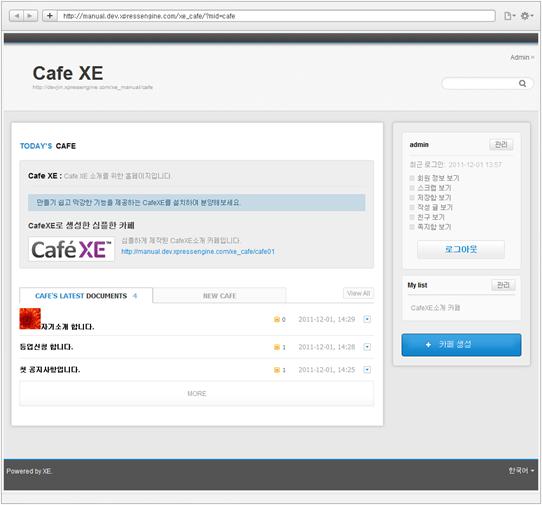 http://manual.dev.xpressengine.com/xe_cafe/?mid=cafe
Admin »
Cafe XE
http://devjin.xpressengine.com/xe_manual/cafe
TODAY'S CAFE
Cafe XE : Cafe XE 소개를 위한 홈페이지입니다.
만들기 쉽고 막강한 기능을 제공하는 CafeXE를 설치하여 분양해보세요.
CafeXE로 생성한 심플한 카페
CaféXE™
심플하게 제작된 CafeXE소개 카페입니다.
http://manual.dev.xpressengine.com/xe_cafe/cafe01
CAFE'S LATEST DOCUMENTS 4
NEW CAFE
View All
자기소개 합니다. 0 2011-12-01, 14:29
등업신청 합니다. 1 2011-12-01, 14:28
첫 공지사항입니다. 1 2011-12-01, 14:25
MORE
admin 관리
최근 로그인: 2011-12-01 13:57
회원 정보 보기
스크랩 보기
저장함 보기
작성 글 보기
친구 보기
쪽지함 보기
로그아웃
My list 관리
CafeXE소개 카페
+ 카페 생성
Powered by XE.
한국어